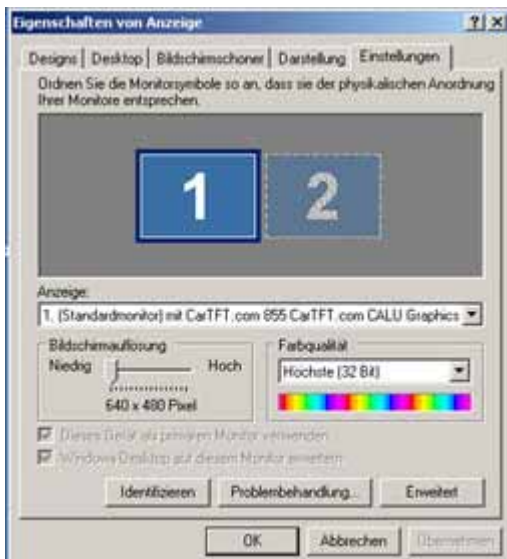 Eigenschaften von Anzeige
Designs Desktop Bildschirmschoner Darstellung Einstellungen
Ordnen Sie die Monitorsymbole so an, dass sie der physikalischen Anordnung
Ihrer Monitore entsprechen.
1 2
Anzeige:
1. (Standardmonitor) mit CarTFT.com 855 CarTFT.com CALU Graphics
Bildschirmauflösung Farbqualität
Niedrig Hoch Höchste (32 Bit)
640 x 480 Pixel
Dieses Gerät als primären Monitor verwenden
Windows-Desktop auf diesem Monitor erweitern
Identifizieren Problembehandlung... Erweitert
OK Abbrechen Übernehmen